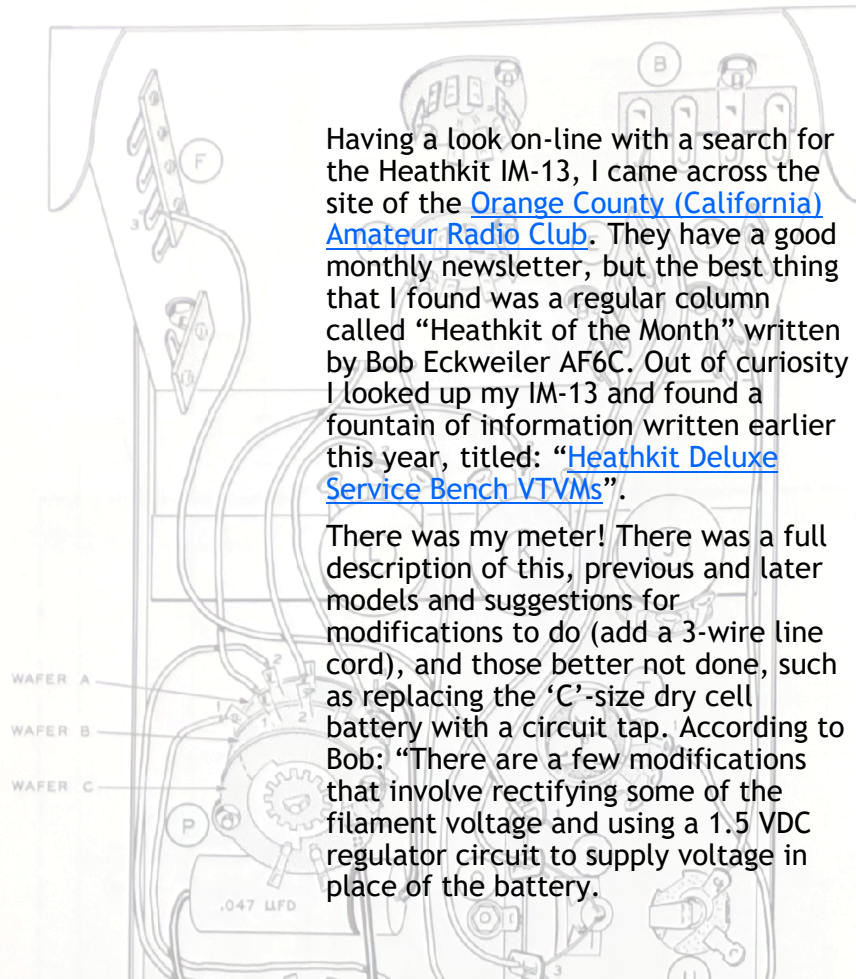 B
F
3
Having a look on-line with a search for
the Heathkit IM-13, I came across the
site of the Orange County (California)
Amateur Radio Club. They have a good
monthly newsletter, but the best thing
that I found was a regular column
called “Heathkit of the Month” written
by Bob Eckweiler AF6C. Out of curiosity
I looked up my IM-13 and found a
fountain of information written earlier
this year, titled: “Heathkit Deluxe
Service Bench VTVMs”.
There was my meter! There was a full
description of this, previous and later
models and suggestions for
modifications to do (add a 3-wire line
cord), and those better not done, such
as replacing the ‘C’-size dry cell
battery with a circuit tap. According to
Bob: “There are a few modifications
that involve rectifying some of the
filament voltage and using a 1.5 VDC
regulator circuit to supply voltage in
place of the battery.
L
K
J
2
1
1
2
1
WAFER A
WAFER B
WAFER C
T
P
.047 UFD
3